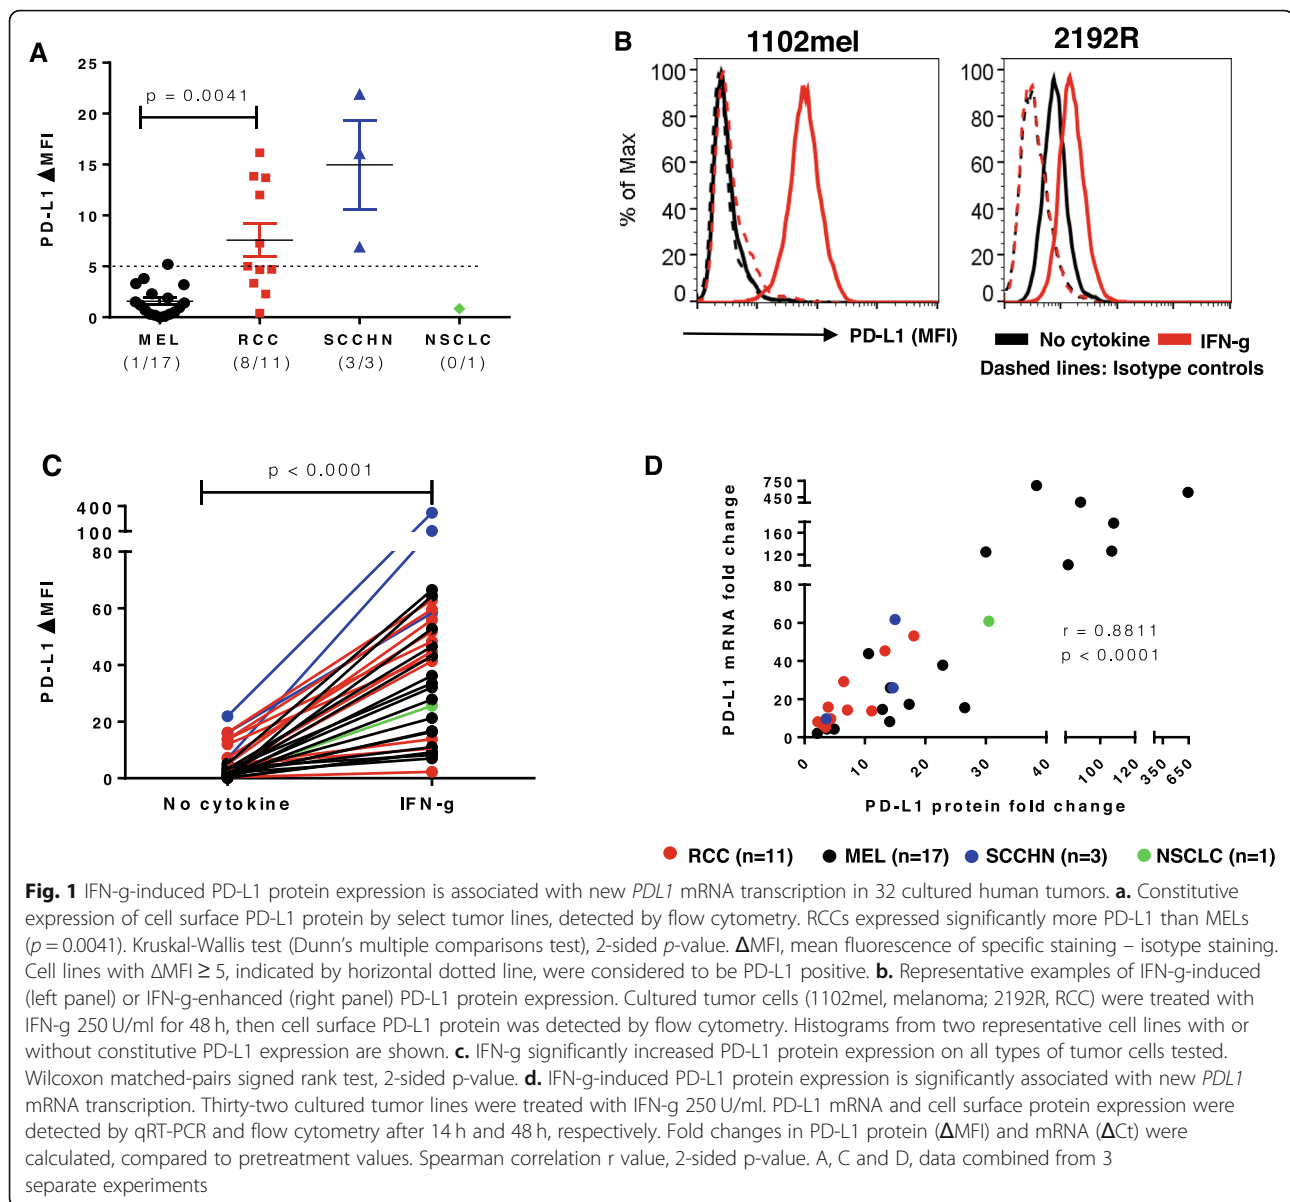 A
25
20
15
10
5
0
PD-L1 ▲MFI
p = 0.0041
MEL
RCC
SCCHN
NSCLC
(1/17)
(8/11)
(3/3)
(0/1)
B
1102mel
2192R
100
80
60
40
20
0
% of Max
100
80
60
40
20
0
PD-L1 (MFI)
No cytokine
IFN-g
Dashed lines: Isotype controls
C
p < 0.0001
400
100
80
60
40
20
0
PD-L1 ▲MFI
No cytokine
IFN-g
D
750
450
160
120
80
60
40
20
0
PD-L1 mRNA fold change
r = 0.8811
p < 0.0001
0
10
20
30
40
100
120
350
650
PD-L1 protein fold change
RCC (n=11)
MEL (n=17)
SCCHN (n=3)
NSCLC (n=1)
Fig. 1 IFN-g-induced PD-L1 protein expression is associated with new PDL1 mRNA transcription in 32 cultured human tumors. a. Constitutive
expression of cell surface PD-L1 protein by select tumor lines, detected by flow cytometry. RCCs expressed significantly more PD-L1 than MELs
(p = 0.0041). Kruskal-Wallis test (Dunn’s multiple comparisons test), 2-sided p-value. ΔMFI, mean fluorescence of specific staining – isotype staining.
Cell lines with ΔMFI ≥ 5, indicated by horizontal dotted line, were considered to be PD-L1 positive. b. Representative examples of IFN-g-induced
(left panel) or IFN-g-enhanced (right panel) PD-L1 protein expression. Cultured tumor cells (1102mel, melanoma; 2192R, RCC) were treated with
IFN-g 250 U/ml for 48 h, then cell surface PD-L1 protein was detected by flow cytometry. Histograms from two representative cell lines with or
without constitutive PD-L1 expression are shown. c. IFN-g significantly increased PD-L1 protein expression on all types of tumor cells tested.
Wilcoxon matched-pairs signed rank test, 2-sided p-value. d. IFN-g-induced PD-L1 protein expression is significantly associated with new PDL1
mRNA transcription. Thirty-two cultured tumor lines were treated with IFN-g 250 U/ml. PD-L1 mRNA and cell surface protein expression were
detected by qRT-PCR and flow cytometry after 14 h and 48 h, respectively. Fold changes in PD-L1 protein (ΔMFI) and mRNA (ΔCt) were
calculated, compared to pretreatment values. Spearman correlation r value, 2-sided p-value. A, C and D, data combined from 3
separate experiments